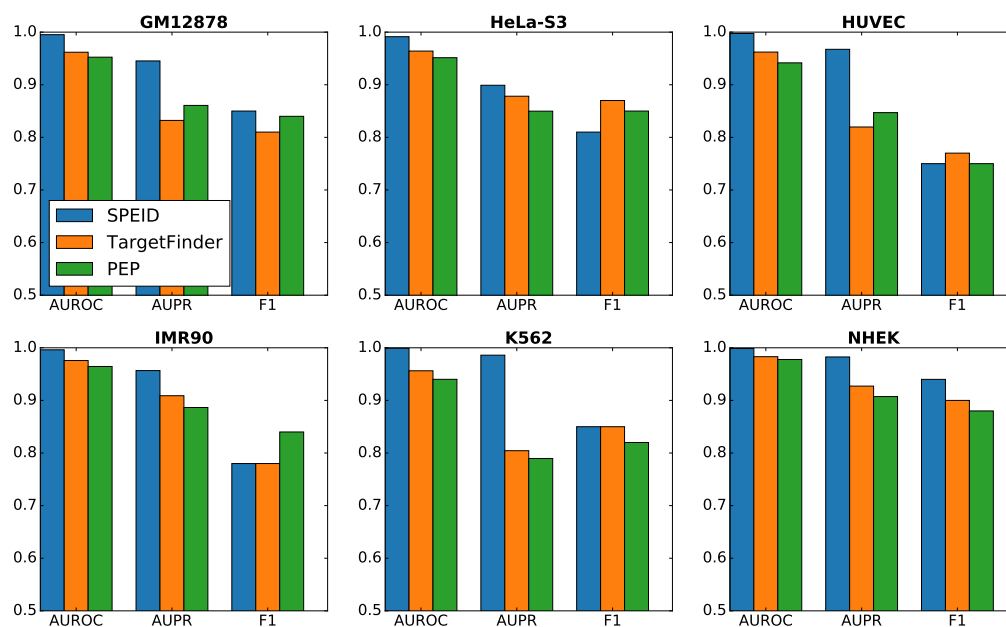 GM12878
1.0
0.9
0.8
0.7
0.6
0.5
SPEID
TargetFinder
PEP
AUROC AUPR F1
HeLa-S3
1.0
0.9
0.8
0.7
0.6
0.5
AUROC AUPR F1
HUVEC
1.0
0.9
0.8
0.7
0.6
0.5
AUROC AUPR F1
IMR90
1.0
0.9
0.8
0.7
0.6
0.5
AUROC AUPR F1
K562
1.0
0.9
0.8
0.7
0.6
0.5
AUROC AUPR F1
NHEK
1.0
0.9
0.8
0.7
0.6
0.5
AUROC AUPR F1